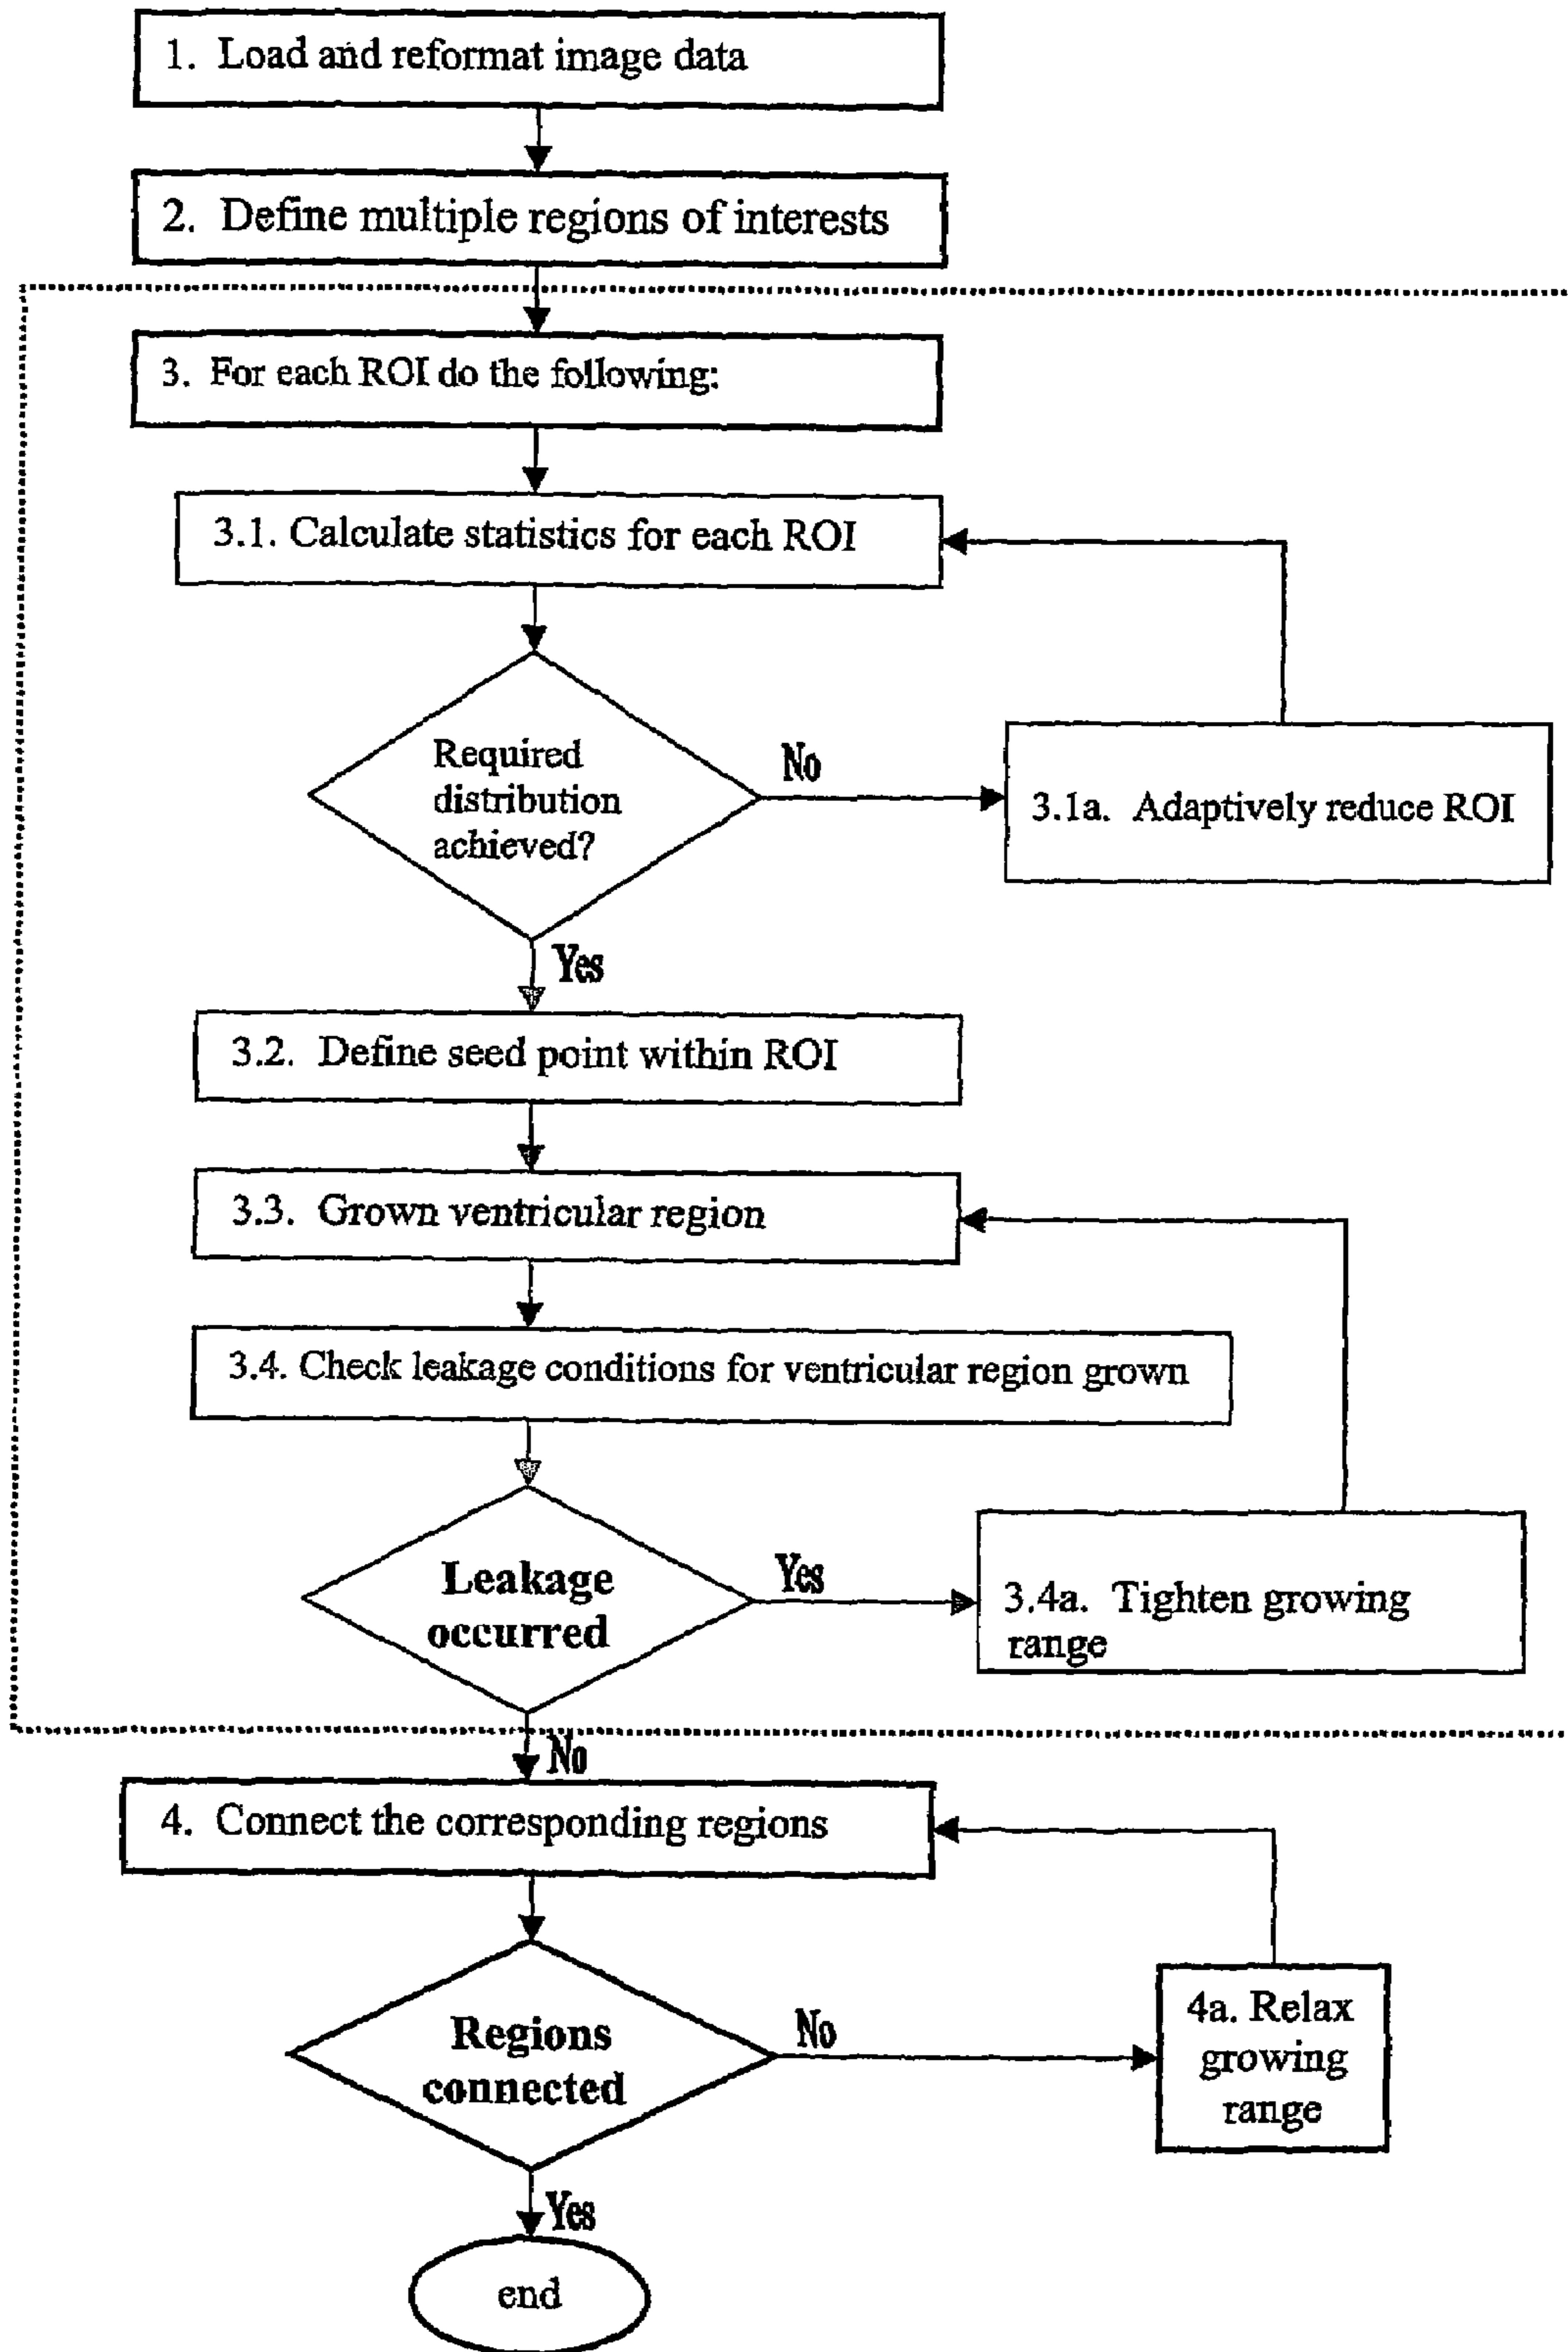 1. Load and reformat image data
2. Define multiple regions of interests
3. For each ROI do the following:
3.1. Calculate statistics for each ROI
Required
distribution
achieved?
No
3.1a. Adaptively reduce ROI
Yes
3.2. Define seed point within ROI
3.3. Grown ventricular region
3.4. Check leakage conditions for ventricular region grown
Leakage
occurred
Yes
3.4a. Tighten growing
range
No
4. Connect the corresponding regions
Regions
connected
No
4a. Relax
growing
range
Yes
end